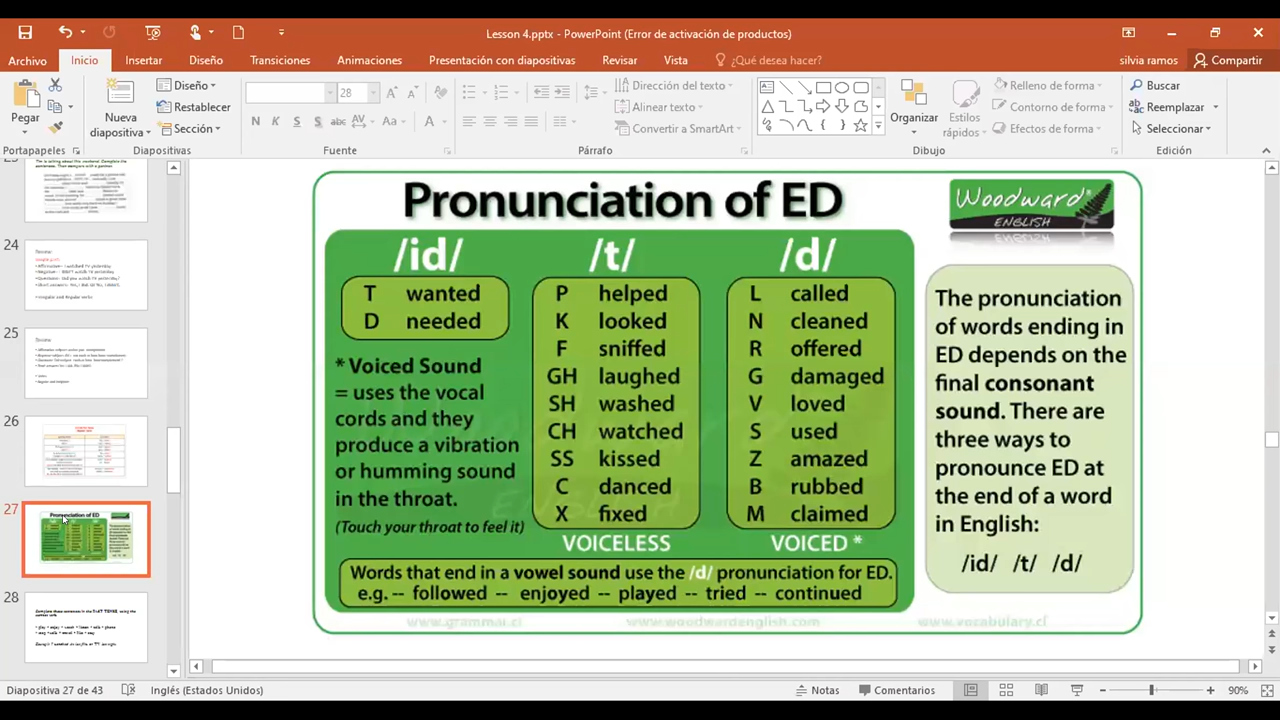 Lesson 4.pptx - PowerPoint (Error de activación de productos)
Archivo Inicio Insertar Diseño Transiciones Animaciones Presentación con diapositivas Revisar Vista ¿Qué desea hacer? silvia ramos Compartir
Pegar
Nueva diapositiva
Diseño
Restablecer
Sección
28
N K S S abc AV Aa A
Dirección del texto
Alinear texto
Convertir a SmartArt
Organizar
Estilos rápidos
Relleno de forma
Contorno de forma
Efectos de forma
Buscar
Reemplazar
Seleccionar
Portapapeles Diapositivas Fuente Párrafo Dibujo Edición
24
25
26
27
Pronunciation of ED
28
Pronunciation of ED
Woodward®
ENGLISH
/id/ /t/ /d/
T wanted
D needed
* Voiced Sound
= uses the vocal
cords and they
produce a vibration
or humming sound
in the throat.
(Touch your throat to feel it)
P helped
K looked
F sniffed
GH laughed
SH washed
CH watched
SS kissed
C danced
X fixed
VOICELESS
L called
N cleaned
R offered
G damaged
V loved
S used
Z amazed
B rubbed
M claimed
VOICED *
Words that end in a vowel sound use the /d/ pronunciation for ED.
e.g. -- followed -- enjoyed -- played -- tried -- continued
The pronunciation
of words ending in
ED depends on the
final consonant
sound. There are
three ways to
pronounce ED at
the end of a word
in English:
/id/ /t/ /d/
www.grammar.cl www.woodwardenglish.com www.vocabulary.cl
Diapositiva 27 de 43 Inglés (Estados Unidos) Notas Comentarios 90%